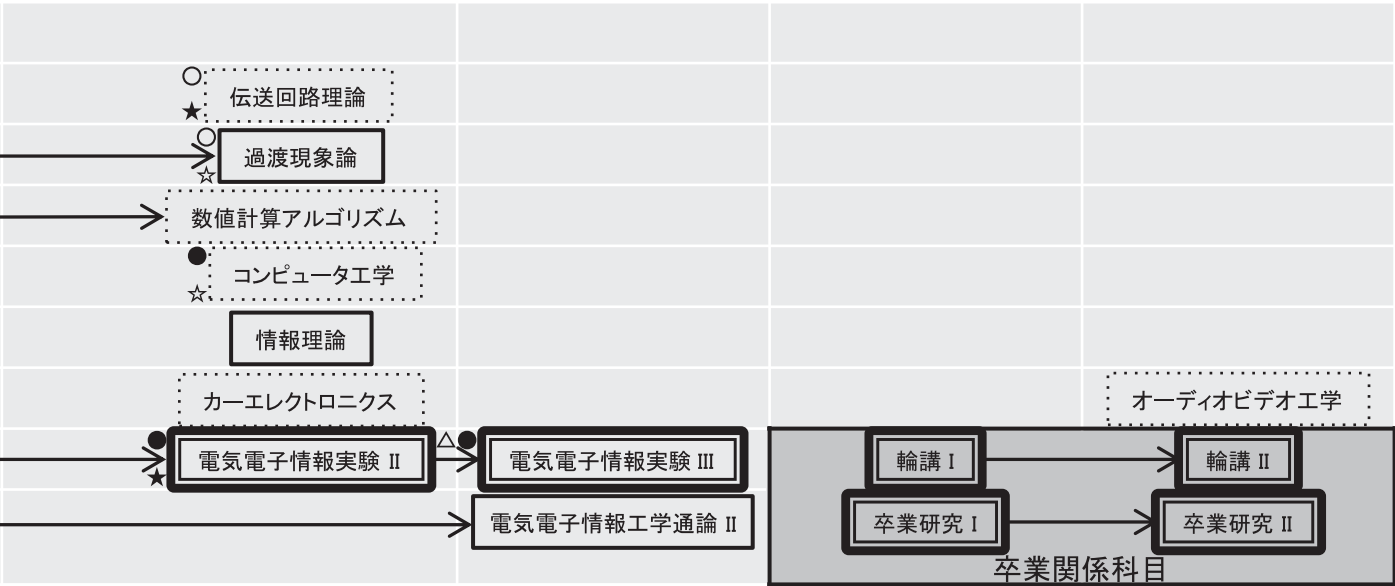 伝送回路理論
過渡現象論
数値計算アルゴリズム
コンピュータ工学
情報理論
カーエレクトロニクス
オーディオビデオ工学
電気電子情報実験 II
電気電子情報実験 III
輪講 I
輪講 II
電気電子情報工学通論 II
卒業研究 I
卒業研究 II
卒業関係科目